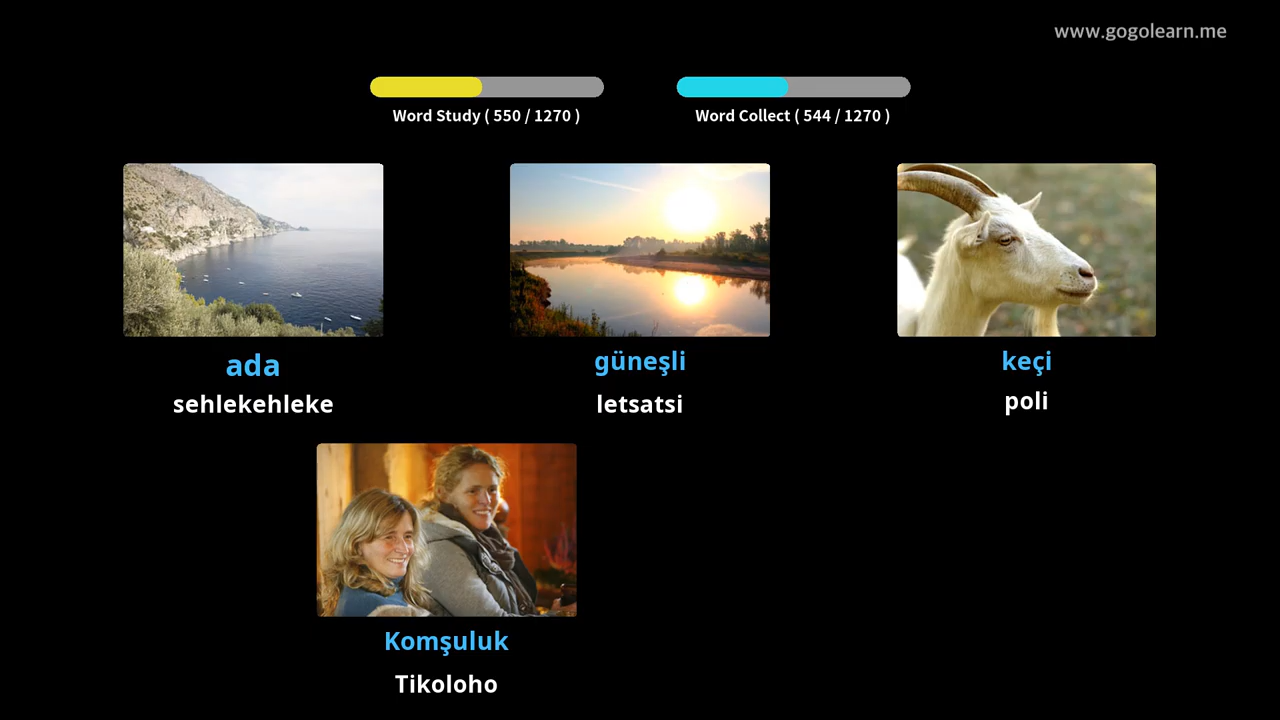 www.gogolearn.me
Word Study ( 550 / 1270 )
Word Collect ( 544 / 1270 )
ada
sehlekehleke
güneşli
letsatsi
keçi
poli
Komşuluk
Tikoloho